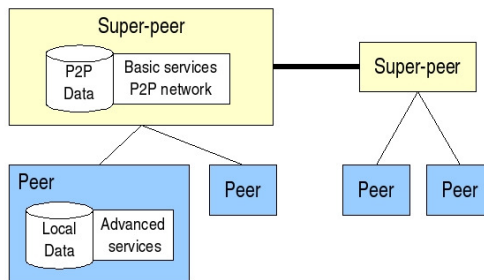 Super-peer
P2P
Data
Basic services
P2P network
Super-peer
Peer
Local
Data
Advanced
services
Peer
Peer
Peer